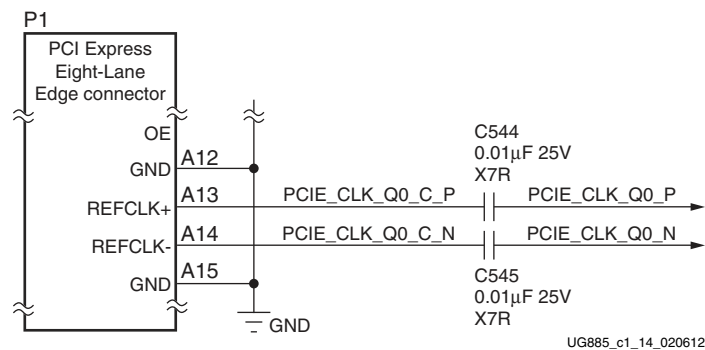 P1
PCI Express
Eight-Lane
Edge connector
OE
GND A12
REFCLK+ A13 PCIE_CLK_Q0_C_P PCIE_CLK_Q0_P
REFCLK- A14 PCIE_CLK_Q0_C_N PCIE_CLK_Q0_N
GND A15
C544
0.01μF 25V
X7R
C545
0.01μF 25V
X7R
GND
UG885_c1_14_020612